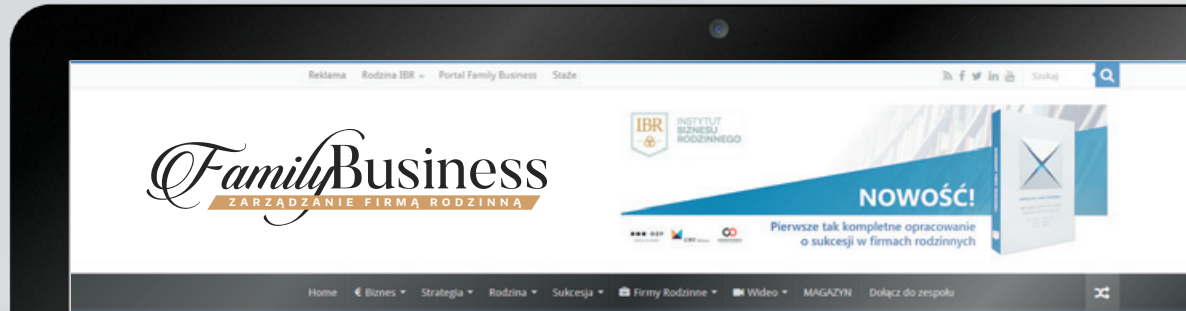 Reklama Rodzina IBR Portal Family Business Staże
Szukaj
FamilyBusiness
ZARZĄDZANIE FIRMĄ RODZINNĄ
IBR
INSTYTUT
BIZNESU
RODZINNEGO
NOWOŚĆ!
Pierwsze tak kompletne opracowanie
o sukcesji w firmach rodzinnych
Home € Biznes Strategia Rodzina Sukcesja Firmy Rodzinne Wideo MAGAZYN Dołącz do zespołu